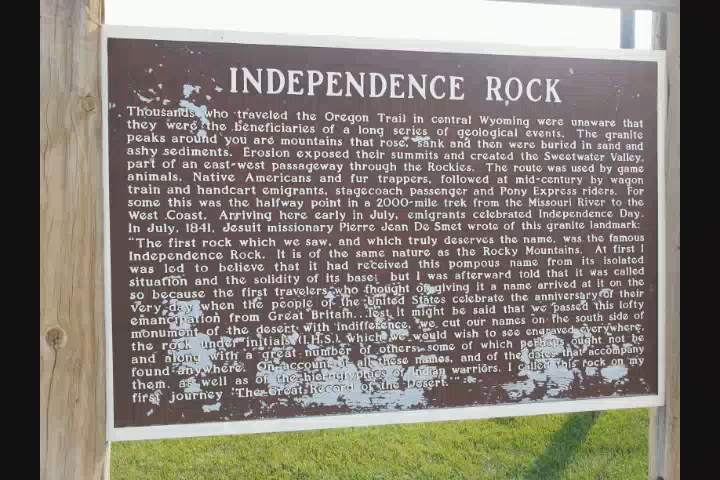 INDEPENDENCE ROCK
Thousands who traveled the Oregon Trail in central Wyoming were unaware that
they were the beneficiaries of a long series of geological events. The granite
peaks around you are mountains that rose, sank and then were buried in sand and
ashy sediments. Erosion exposed their summits and created the Sweetwater Valley,
part of an east-west passageway through the Rockies. The route was used by game
animals, Native Americans and fur trappers, followed at mid-century by wagon
train and handcart emigrants, stagecoach passenger and Pony Express riders. For
some this was the halfway point in a 2000-mile trek from the Missouri River to the
West Coast. Arriving here early in July, emigrants celebrated Independence Day.
In July, 1841, Jesuit missionary Pierre Jean De Smet wrote of this granite landmark:
"The first rock which we saw, and which truly deserves the name, was the famous
Independence Rock. It is of the same nature as the Rocky Mountains. At first I
was led to believe that it had received this pompous name from its isolated
situation and the solidity of its base; but I was afterward told that it was called
so because the first travelers who thought of giving it a name arrived at it on the
very day when the people of the United States celebrate the anniversary of their
emancipation from Great Britain...lest it might be said that we passed this lofty
monument of the desert with indifference, we cut our names on the south side of
the rock under initials (I.H.S.) which we would wish to see engraved everywhere,
and along with a great number of others, some of which perhaps ought not be
found anywhere. On account of all these names, and of the dates that accompany
them, as well as of the hieroglyphics of Indian warriors, I called this rock on my
first journey 'The Great Record of the Desert.'"